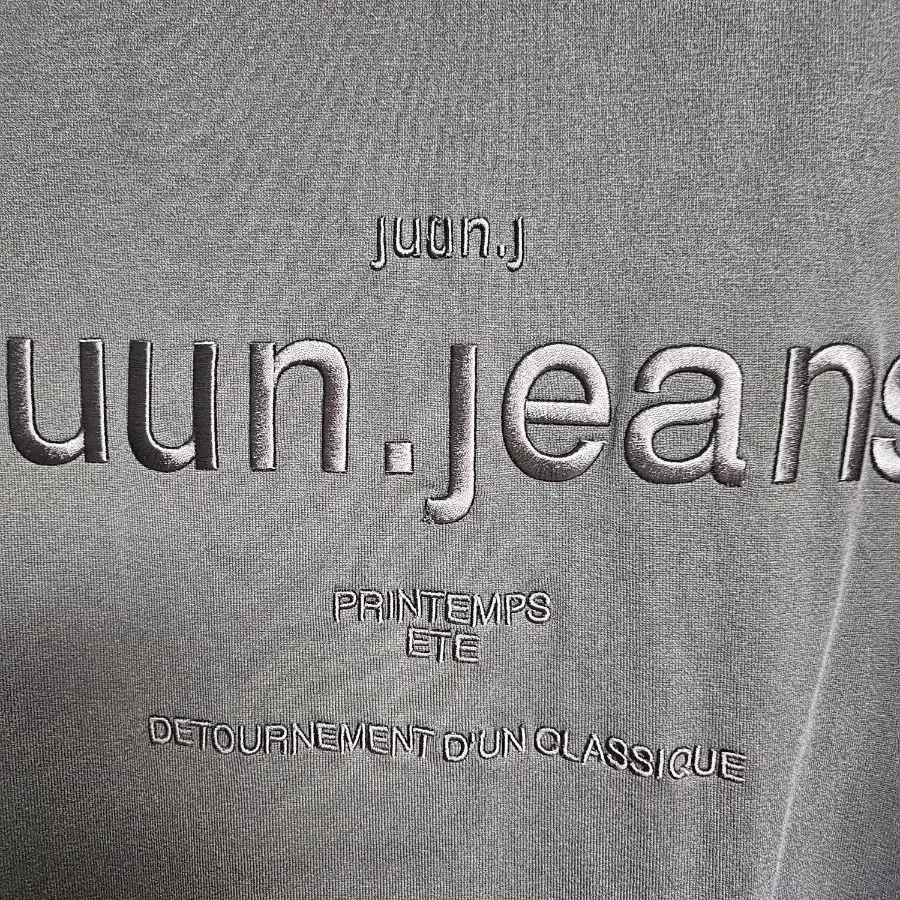 juun.j
uun.jeans
PRINTEMPS
ETE
DETOURNEMENT D'UN CLASSIQUE